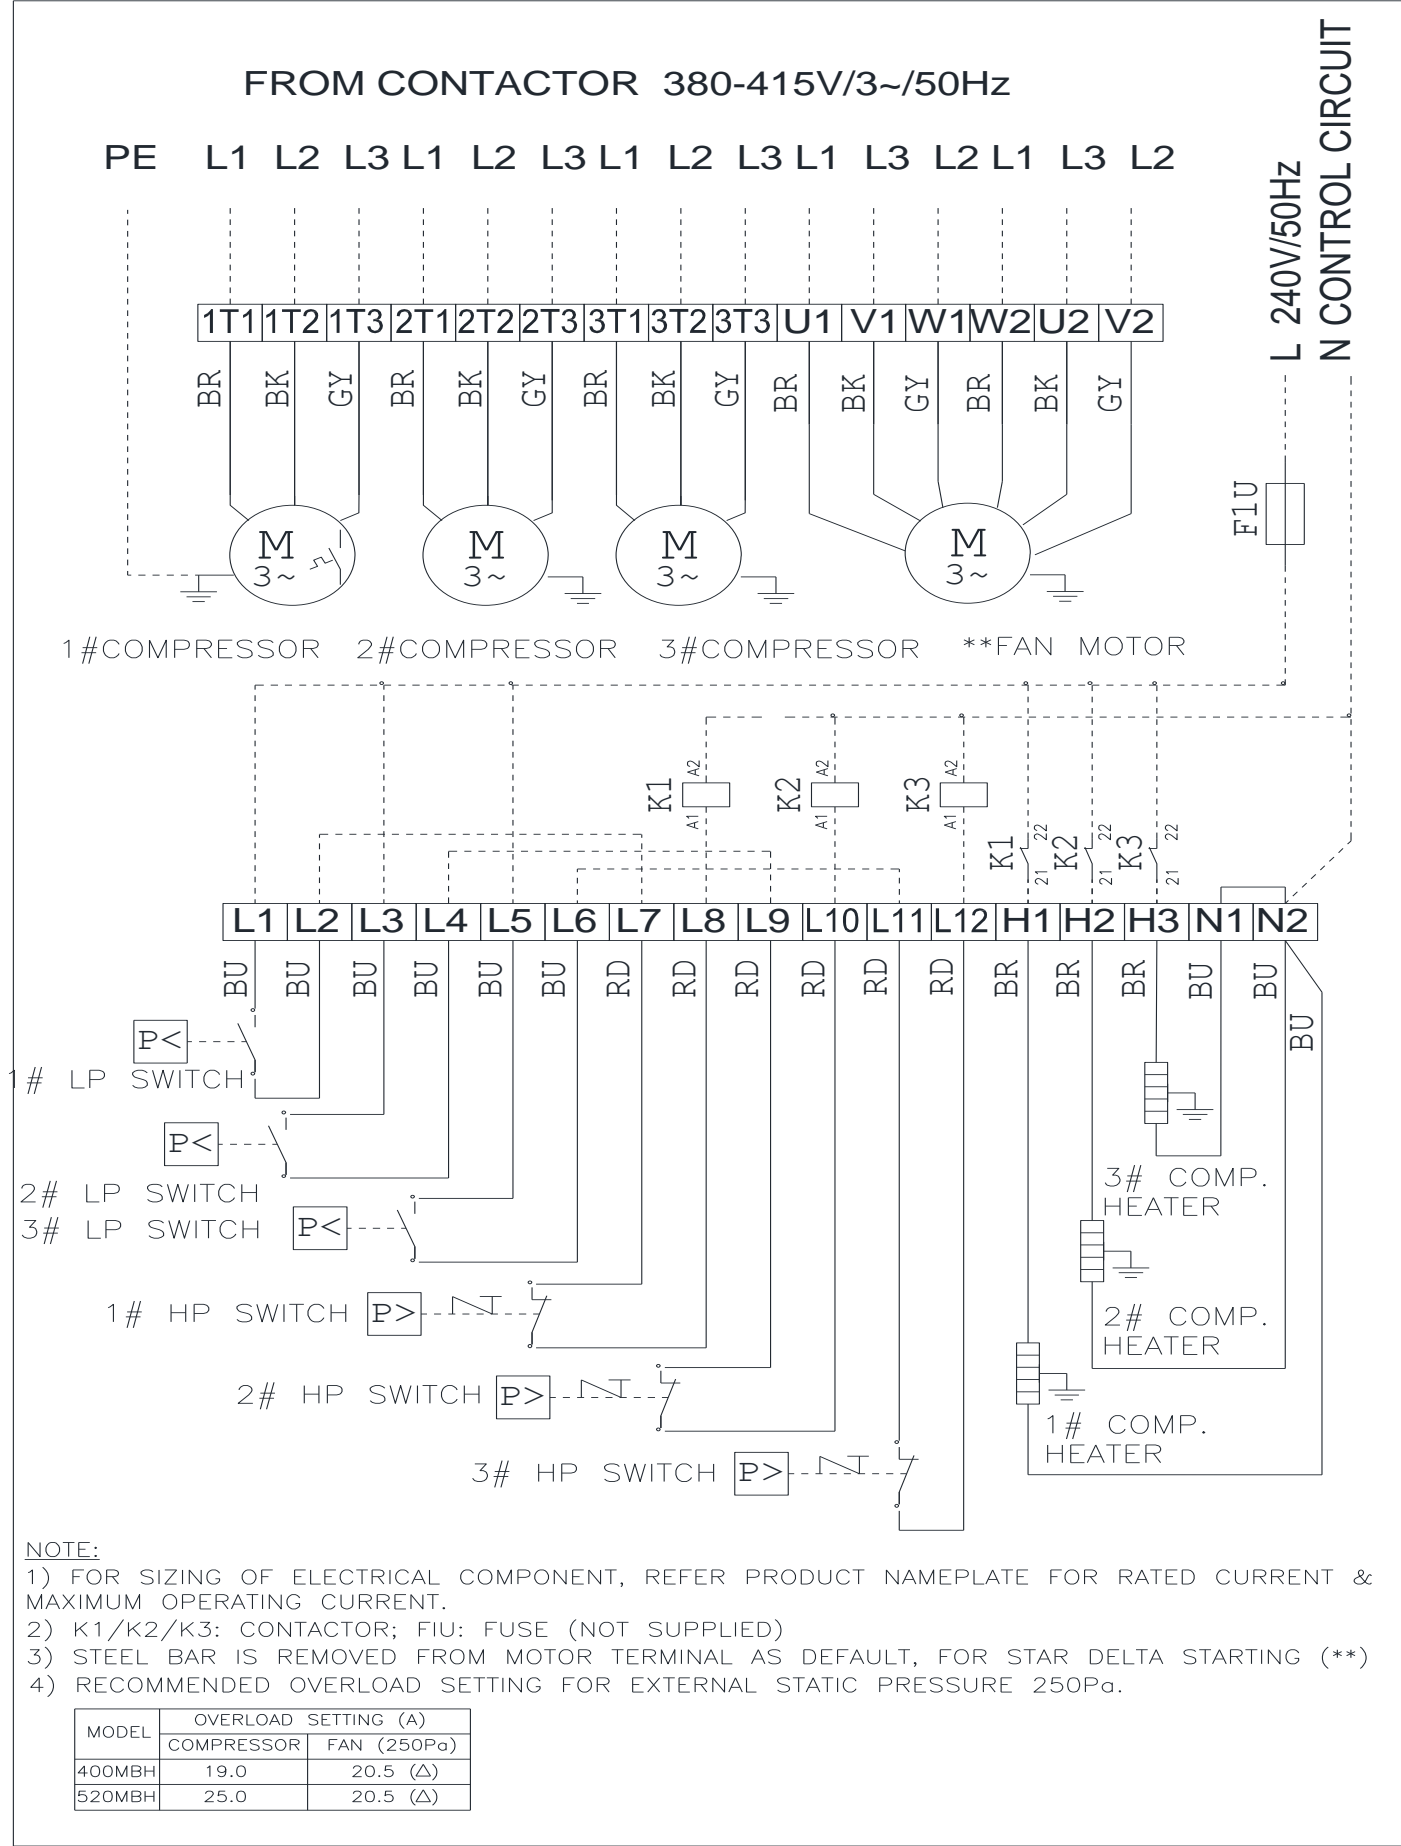 FROM CONTACTOR 380-415V/3~/50Hz
L 240V/50Hz
N CONTROL CIRCUIT
PE L1 L2 L3 L1 L2 L3 L1 L2 L3 L1 L3 L2 L1 L3 L2
1T1 1T2 1T3 2T1 2T2 2T3 3T1 3T2 3T3 U1 V1 W1 W2 U2 V2
BR BK GY BR BK GY BR BK GY BR BK GY BR BK GY
F1U
M M M M
3~ 3~ 3~ 3~
1#COMPRESSOR 2#COMPRESSOR 3#COMPRESSOR **FAN MOTOR
A2 A2 A2
K1 K2 K3
A1 A1 A1
22 22 22
K1 K2 K3
21 21 21
L1 L2 L3 L4 L5 L6 L7 L8 L9 L10 L11 L12 H1 H2 H3 N1 N2
BU BU BU BU BU BU RD RD RD RD RD RD BR BR BR BU BU
BU
P<
1# LP SWITCH
P<
2# LP SWITCH
3# LP SWITCH P<
3# COMP.
HEATER
1# HP SWITCH P>
2# COMP.
HEATER
2# HP SWITCH P>
1# COMP.
HEATER
3# HP SWITCH P>
NOTE:
1) FOR SIZING OF ELECTRICAL COMPONENT, REFER PRODUCT NAMEPLATE FOR RATED CURRENT &
MAXIMUM OPERATING CURRENT.
2) K1/K2/K3: CONTACTOR; FIU: FUSE (NOT SUPPLIED)
3) STEEL BAR IS REMOVED FROM MOTOR TERMINAL AS DEFAULT, FOR STAR DELTA STARTING (**)
4) RECOMMENDED OVERLOAD SETTING FOR EXTERNAL STATIC PRESSURE 250Pa.
MODEL OVERLOAD SETTING (A)
COMPRESSOR FAN (250Pa)
400MBH 19.0 20.5 (△)
520MBH 25.0 20.5 (△)